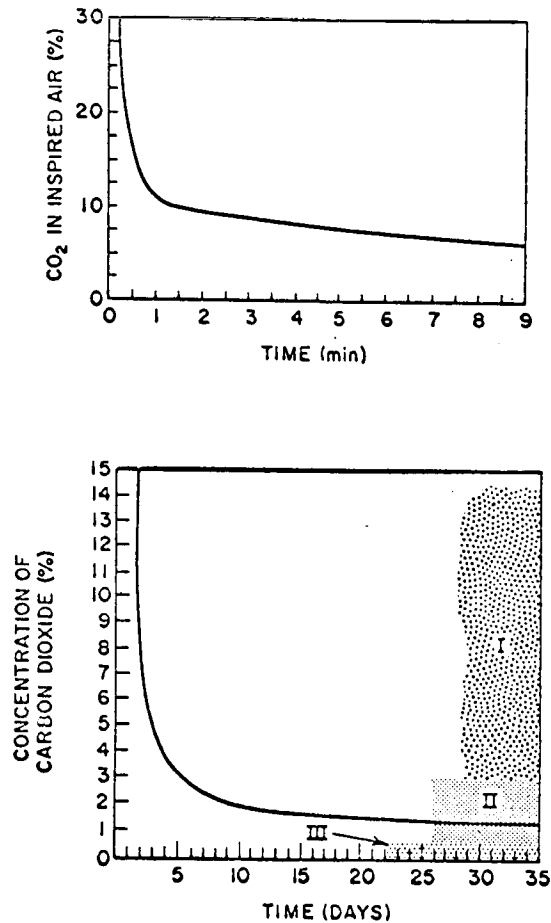 30
20
10
0
CO2 IN INSPIRED AIR (%)
0 1 2 3 4 5 6 7 8 9
TIME (min)
15
14
13
12
11
10
9
8
7
6
5
4
3
2
1
0
CONCENTRATION OF
CARBON DIOXIDE (%)
I
II
III
5 10 15 20 25 30 35
TIME (DAYS)